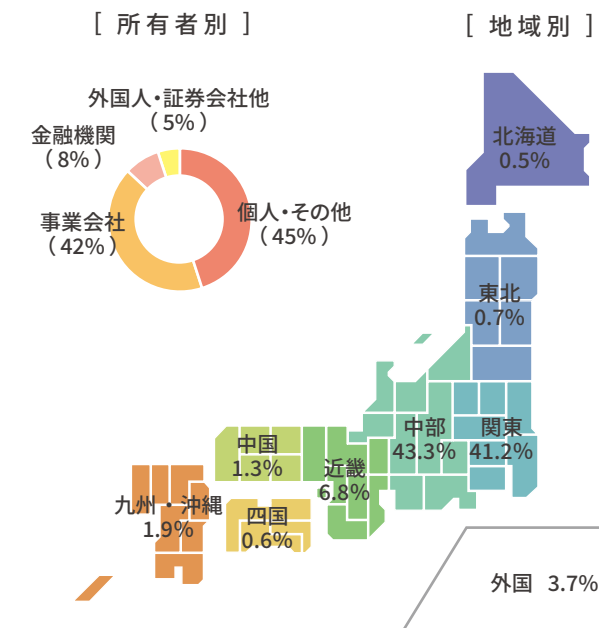 [ 所有者別 ]
外国人・証券会社他
（ 5% ）
金融機関
（ 8% ）
事業会社
（ 42% ）
個人・その他
（ 45% ）
[ 地域別 ]
北海道
0.5%
東北
0.7%
中部
43.3%
関東
41.2%
中国
1.3%
近畿
6.8%
九州・沖縄
1.9%
四国
0.6%
外国 3.7%